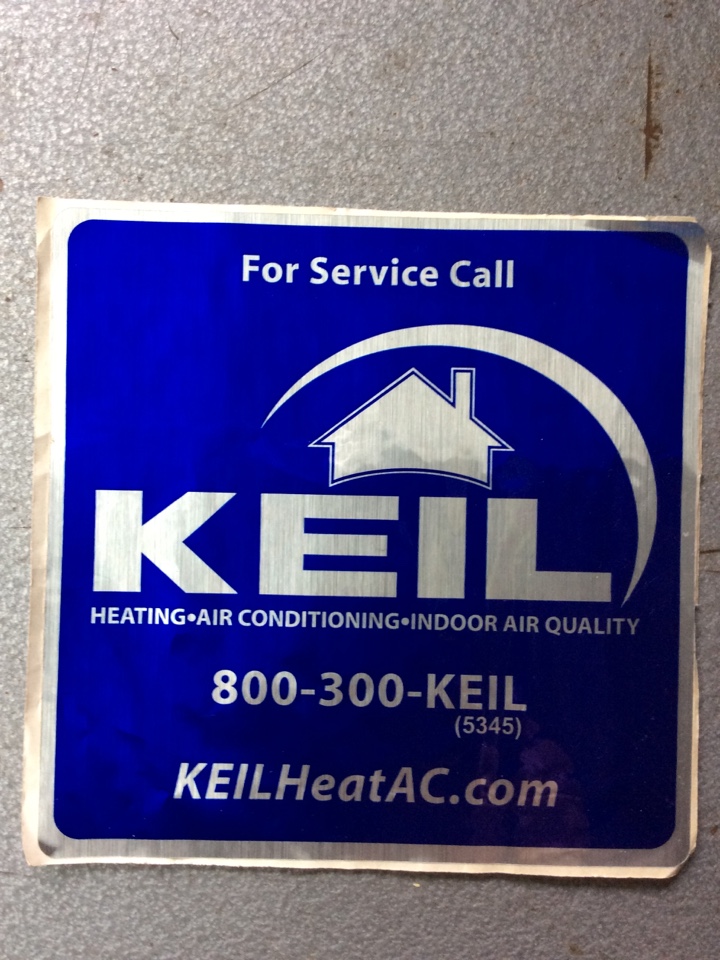 For Service Call
KEIL
HEATING•AIR CONDITIONING•INDOOR AIR QUALITY
800-300-KEIL
(5345)
KEILHeatAC.com